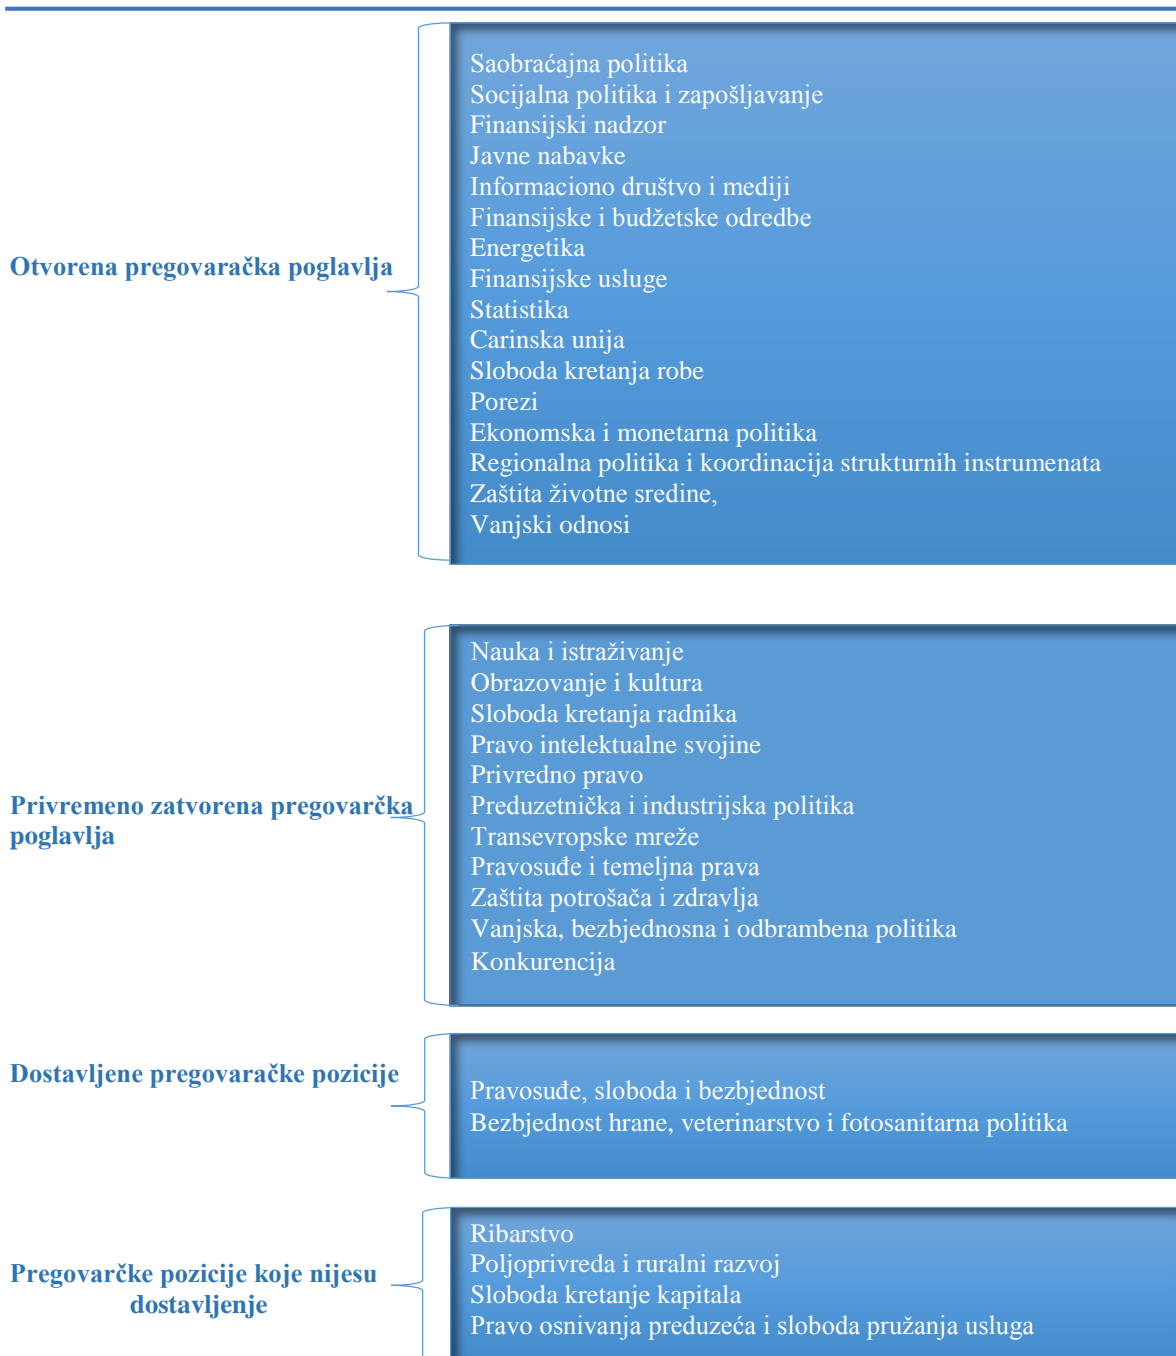 Otvorena pregovaračka poglavlja
Saobraćajna politika
Socijalna politika i zapošljavanje
Finansijski nadzor
Javne nabavke
Informaciono društvo i mediji
Finansijske i budžetske odredbe
Energetika
Finansijske usluge
Statistika
Carinska unija
Sloboda kretanja robe
Porezi
Ekonomska i monetarna politika
Regionalna politika i koordinacija strukturnih instrumenata
Zaštita životne sredine,
Vanjski odnosi
Privremeno zatvorena pregovarčka
poglavlja
Nauka i istraživanje
Obrazovanje i kultura
Sloboda kretanja radnika
Pravo intelektualne svojine
Privredno pravo
Preduzetnička i industrijska politika
Transevropske mreže
Pravosuđe i temeljna prava
Zaštita potrošača i zdravlja
Vanjska, bezbjednosna i odbrambena politika
Konkurencija
Dostavljene pregovaračke pozicije
Pravosuđe, sloboda i bezbjednost
Bezbjednost hrane, veterinarstvo i fotosanitarna politika
Pregovarčke pozicije koje nijesu
dostavljenje
Ribarstvo
Poljoprivreda i ruralni razvoj
Sloboda kretanje kapitala
Pravo osnivanja preduzeća i sloboda pružanja usluga